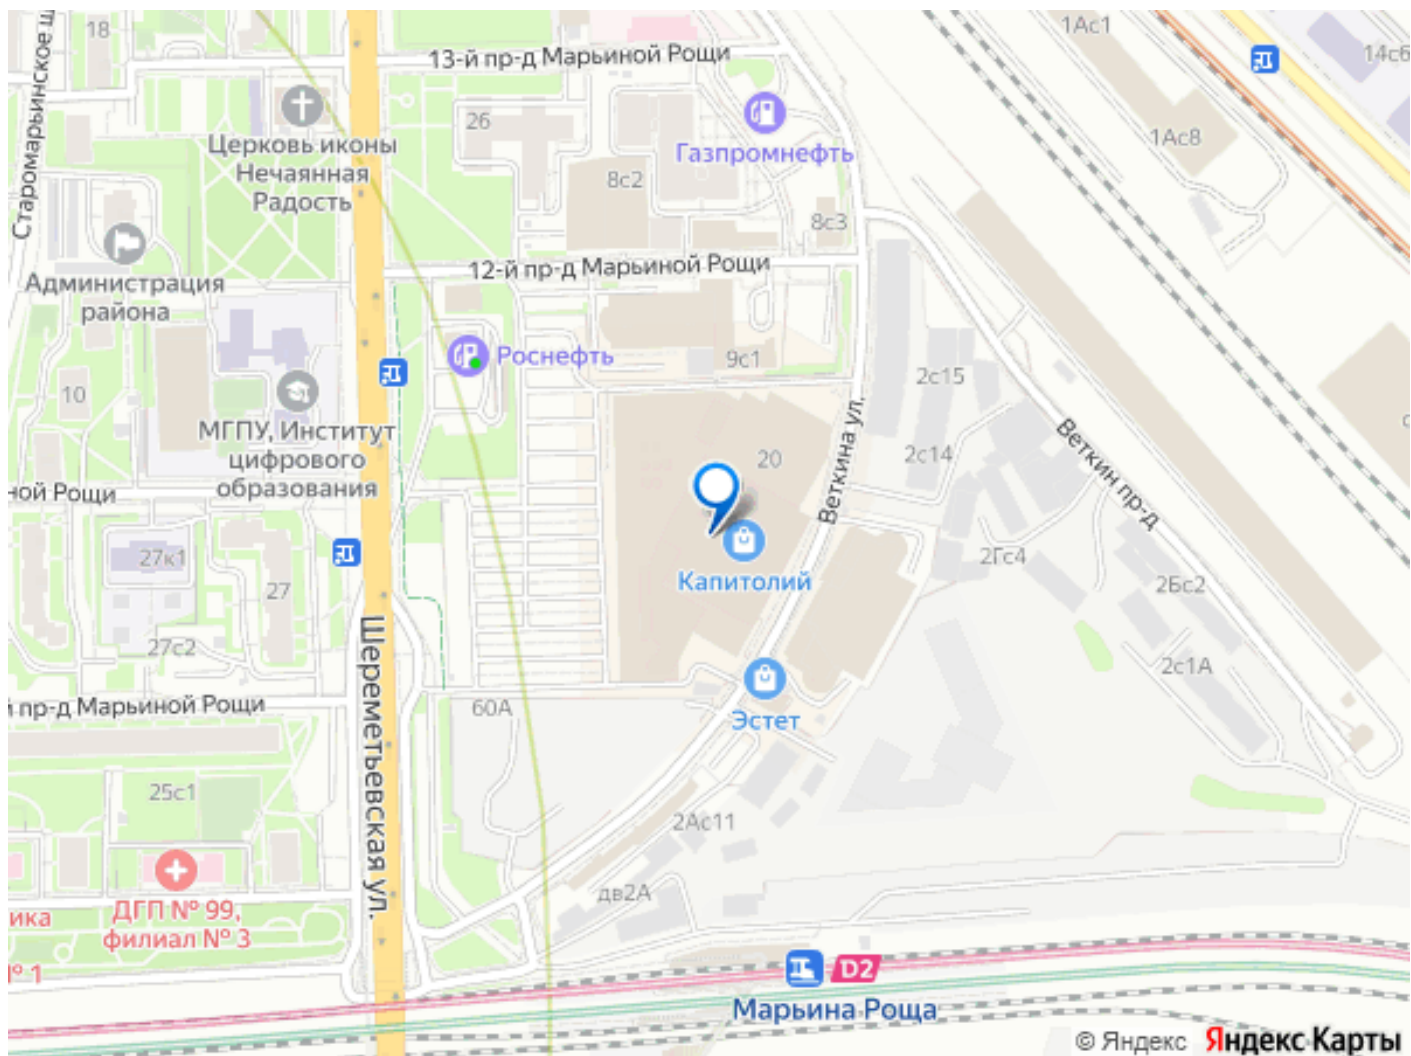 18
13-й пр-д Марьиной Рощи
1Ас1
14с6
Старомарьинское ш
26
Церковь иконы
Нечаянная
Радость
Газпромнефть
1Ас8
8с2
8с3
Администрация
района
12-й пр-д Марьиной Рощи
Роснефть
9с1
2с15
10
МГПУ, Институт
цифрового
образования
20
2с14
Веткина ул.
Веткин пр-д
ной Рощи
27к1
27
Капитолий
2Гс4
2Бс2
27с2
2с1А
Шереметьевская ул.
й пр-д Марьиной Рощи
60А
Эстет
25с1
2Ас11
дв2А
ика
№ 1
ДГП № 99,
филиал № 3
D2
Марьина Роща
© Яндекс Яндекс Карты